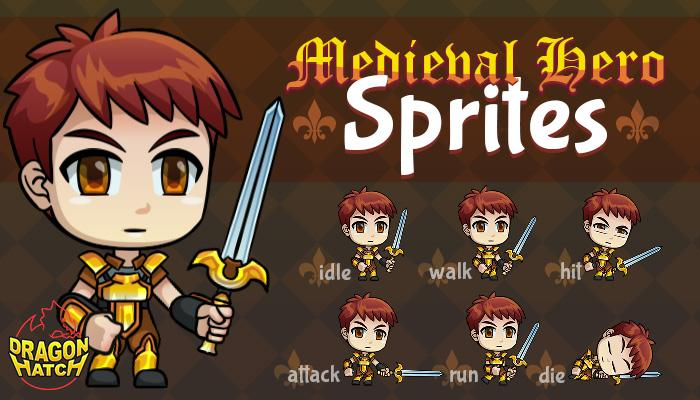 Medieval Hero
Sprites
idle
walk
hit
attack
run
die
DRAGON
HATCH